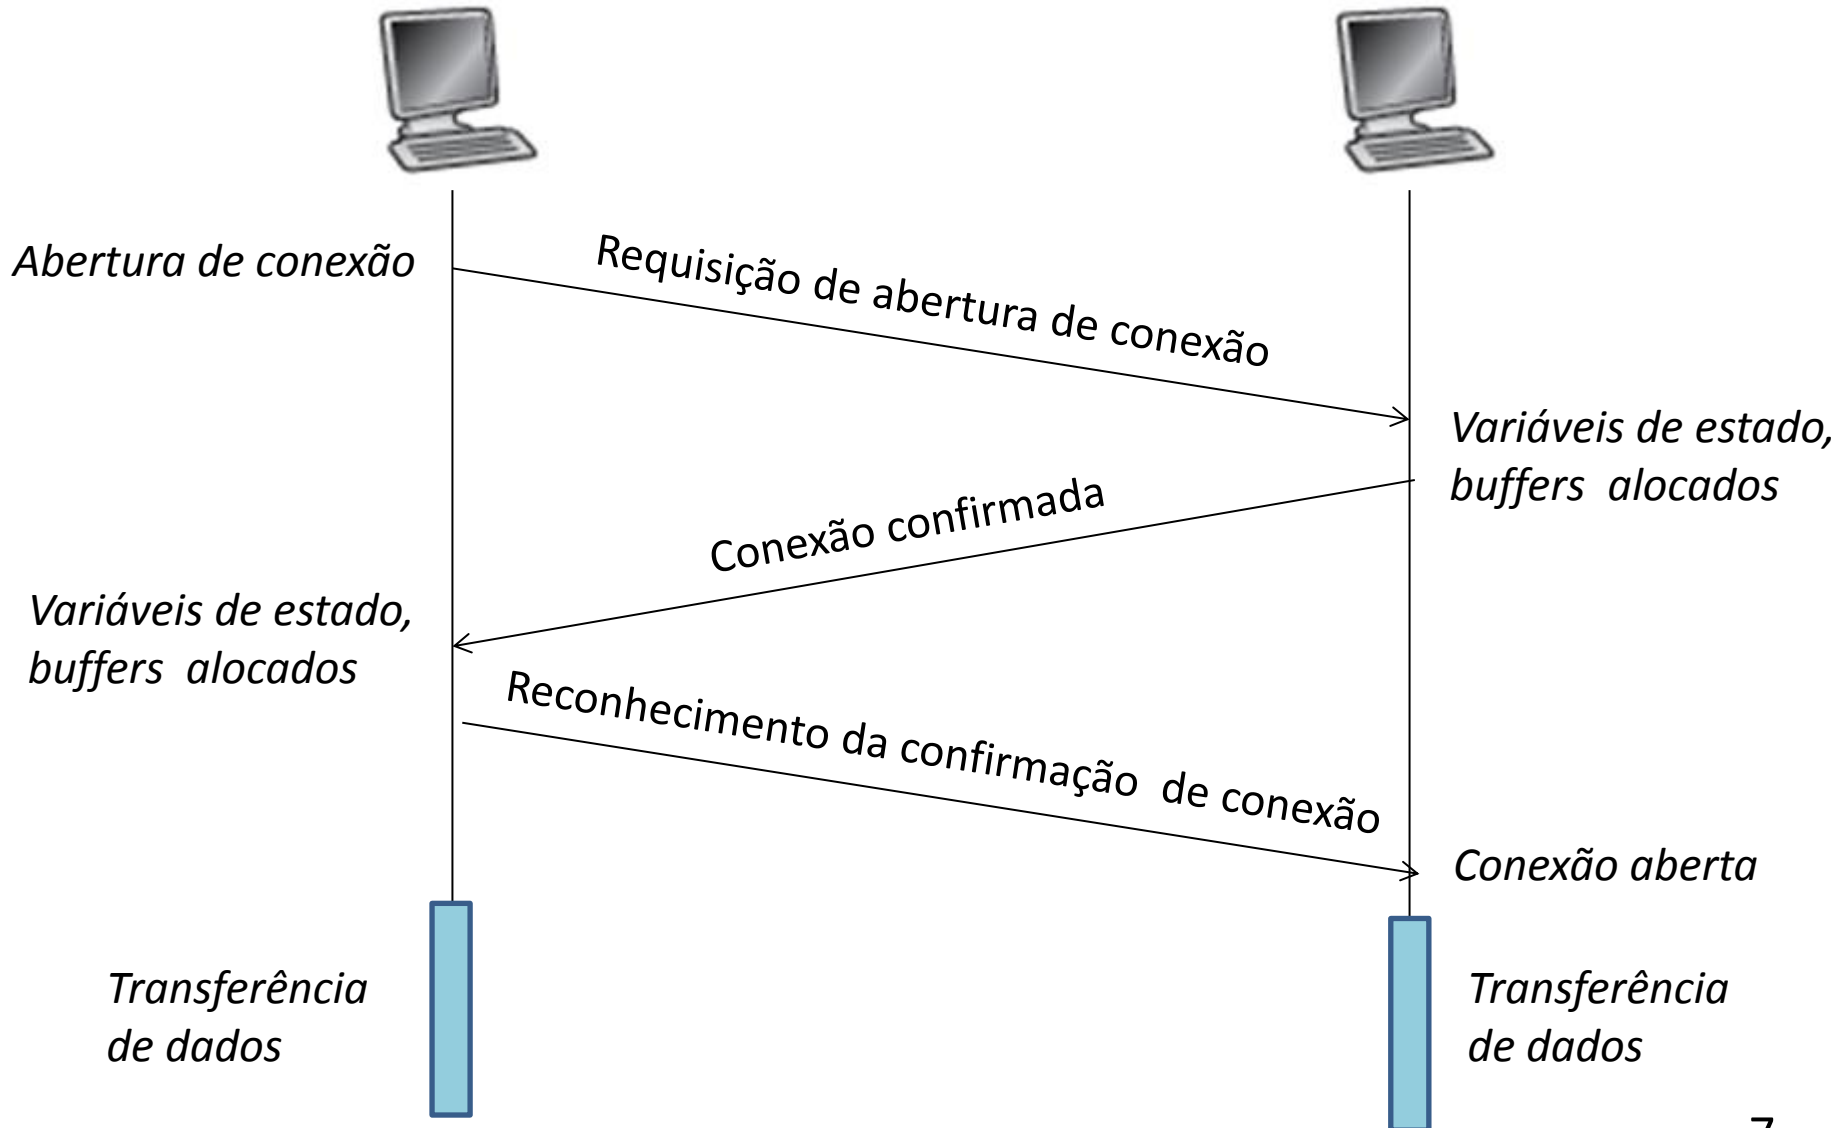 Abertura de conexão
Requisição de abertura de conexão
Variáveis de estado,
buffers alocados
Conexão confirmada
Variáveis de estado,
buffers alocados
Reconhecimento da confirmação de conexão
Conexão aberta
Transferência
de dados
Transferência
de dados
7